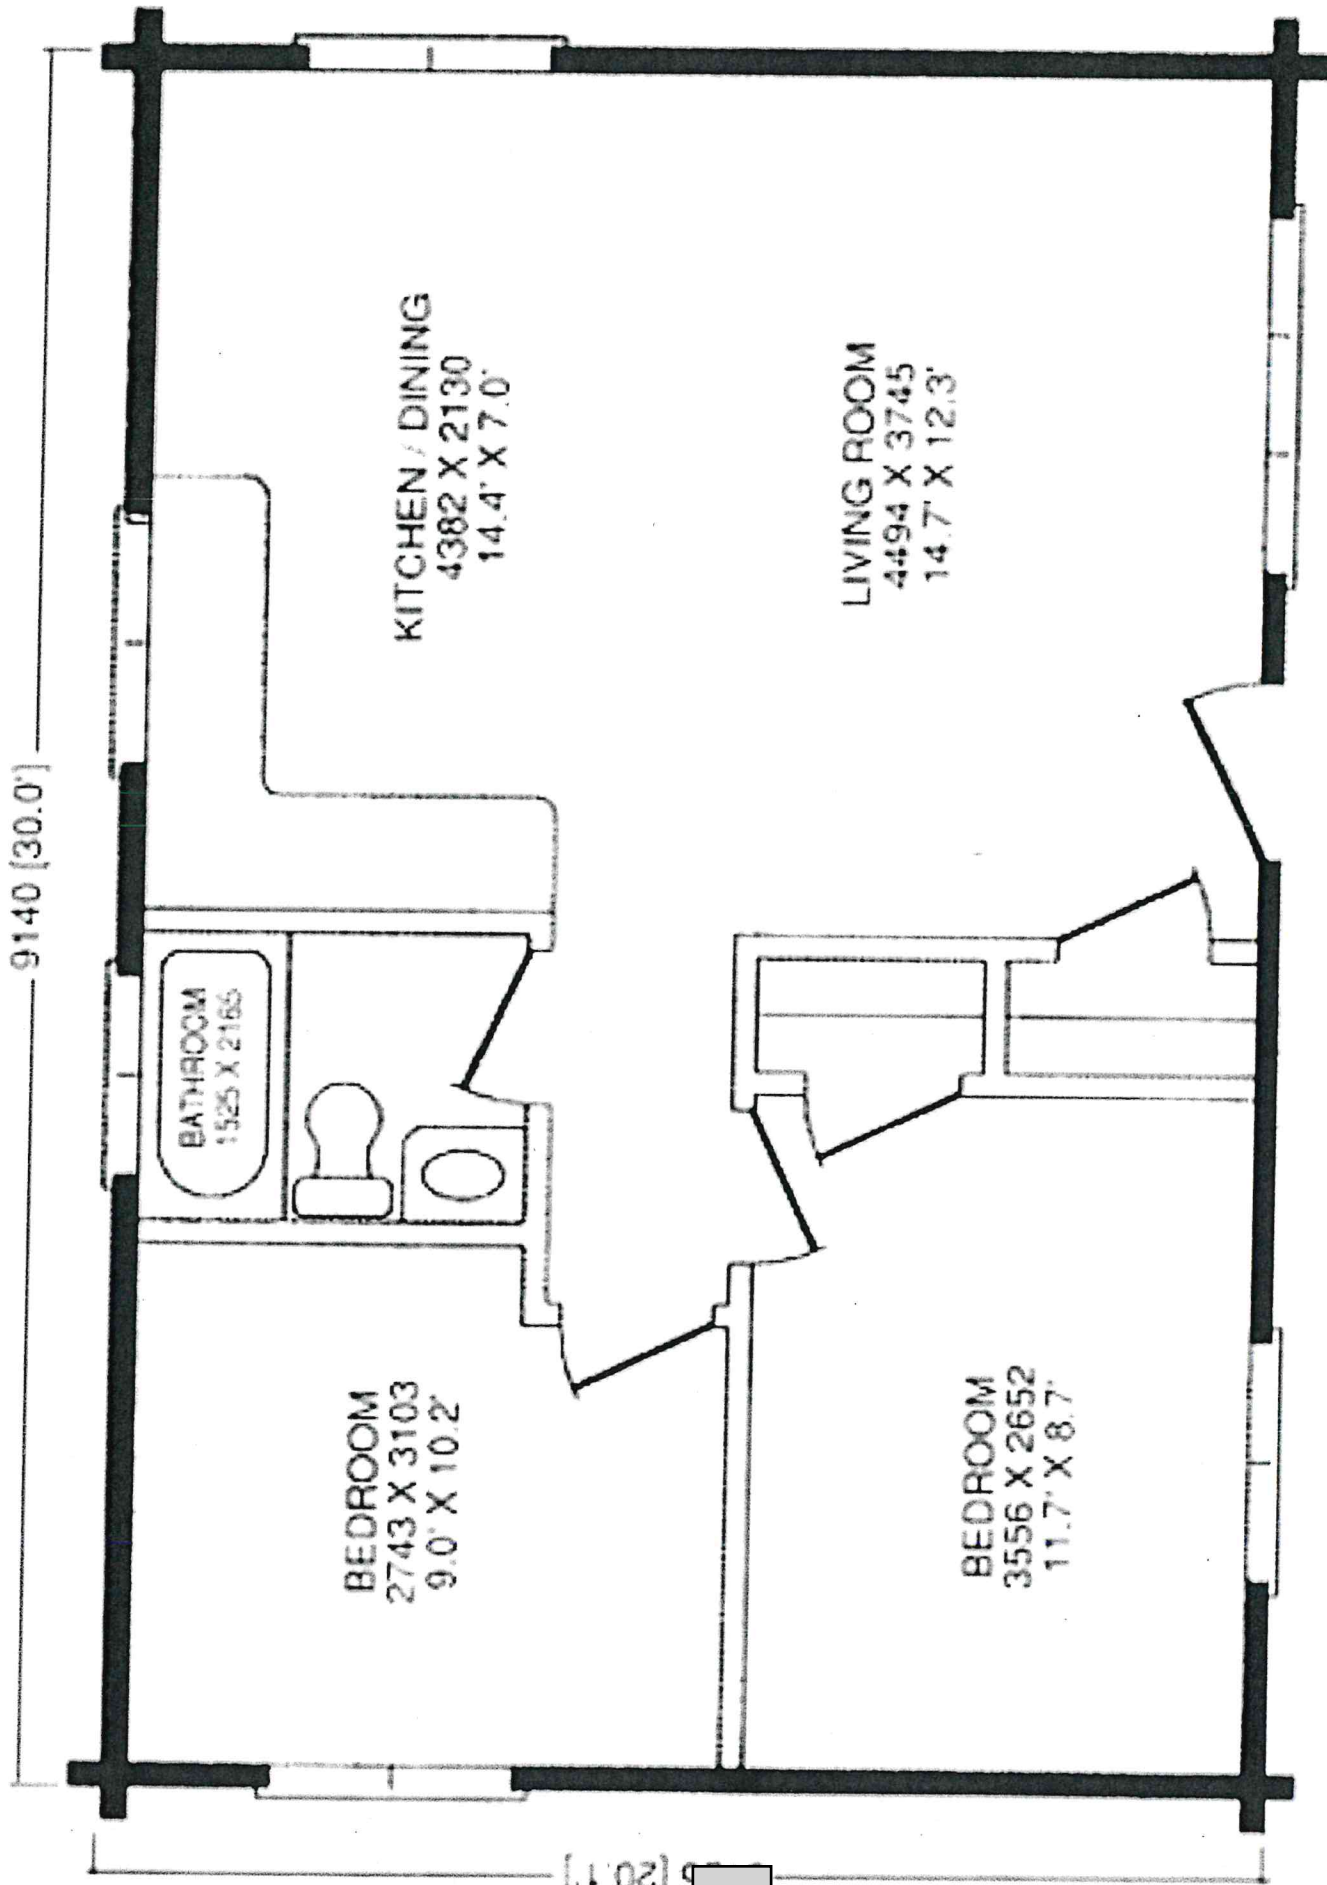 9140 [30.0']
KITCHEN / DINING
4382 X 2130
14.4' X 7.0'
LIVING ROOM
4494 X 3745
14.7' X 12.3'
BATHROOM
1525 X 2165
BEDROOM
2743 X 3103
9.0' X 10.2'
BEDROOM
3556 X 2652
11.7' X 8.7'
[20.1']